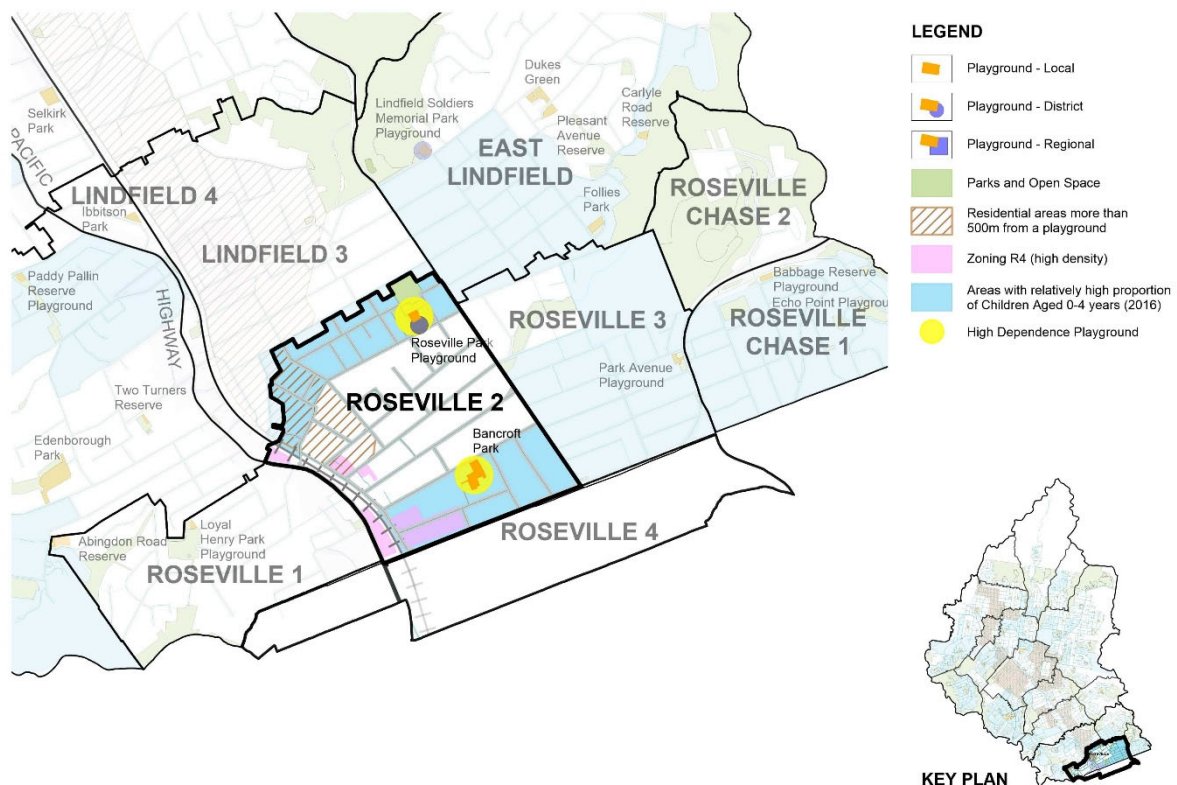 Selkirk
Park
PACIFIC
HIGHWAY
LINDFIELD 4
Ibbitson
Park
Lindfield Soldiers
Memorial Park
Playground
Dukes
Green
Pleasant
Avenue
Reserve
Carlyle
Road
Reserve
EAST
LINDFIELD
Follies
Park
ROSEVILLE
CHASE 2
LINDFIELD 3
Paddy Pallin
Reserve
Playground
Babbage Reserve
Playground
Echo Point Playgrou
ROSEVILLE
CHASE 1
ROSEVILLE 3
Roseville Park
Playground
Park Avenue
Playground
Two Turners
Reserve
ROSEVILLE 2
Edenborough
Park
Bancroft
Park
Abingdon Road
Reserve
Loyal
Henry Park
Playground
ROSEVILLE 1
ROSEVILLE 4
LEGEND
Playground - Local
Playground - District
Playground - Regional
Parks and Open Space
Residential areas more than
500m from a playground
Zoning R4 (high density)
Areas with relatively high proportion
of Children Aged 0-4 years (2016)
High Dependence Playground
KEY PLAN